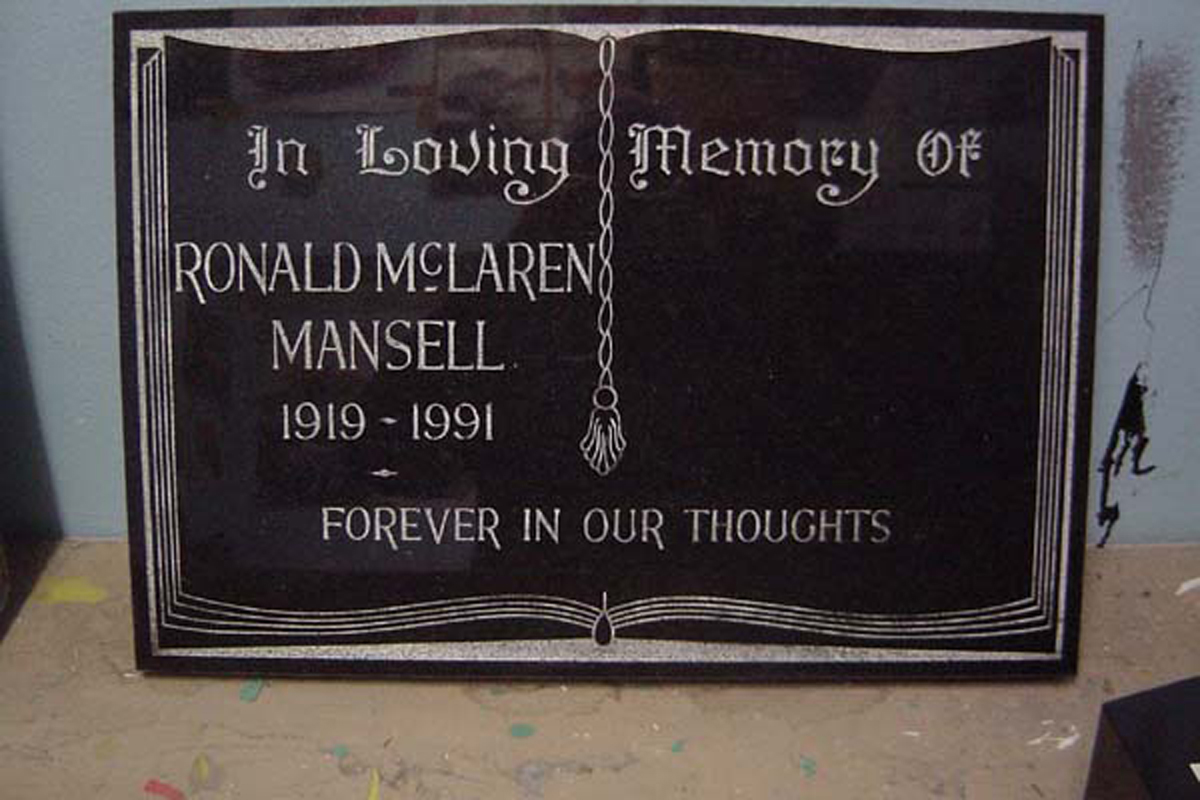 In Loving Memory Of
RONALD McLAREN
MANSELL
1919 - 1991
FOREVER IN OUR THOUGHTS